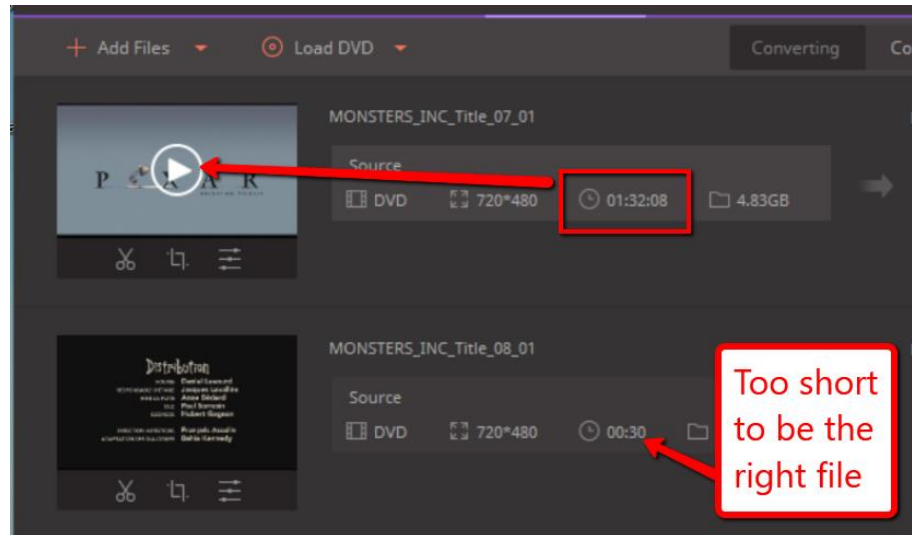 Add Files
Load DVD
Converting
Co
MONSTERS_INC_Title_07_01
P I X A R
Source
DVD 720*480 01:32:08 4.83GB
MONSTERS_INC_Title_08_01
Distribution
Source
DVD 720*480 00:30
Too short
to be the
right file